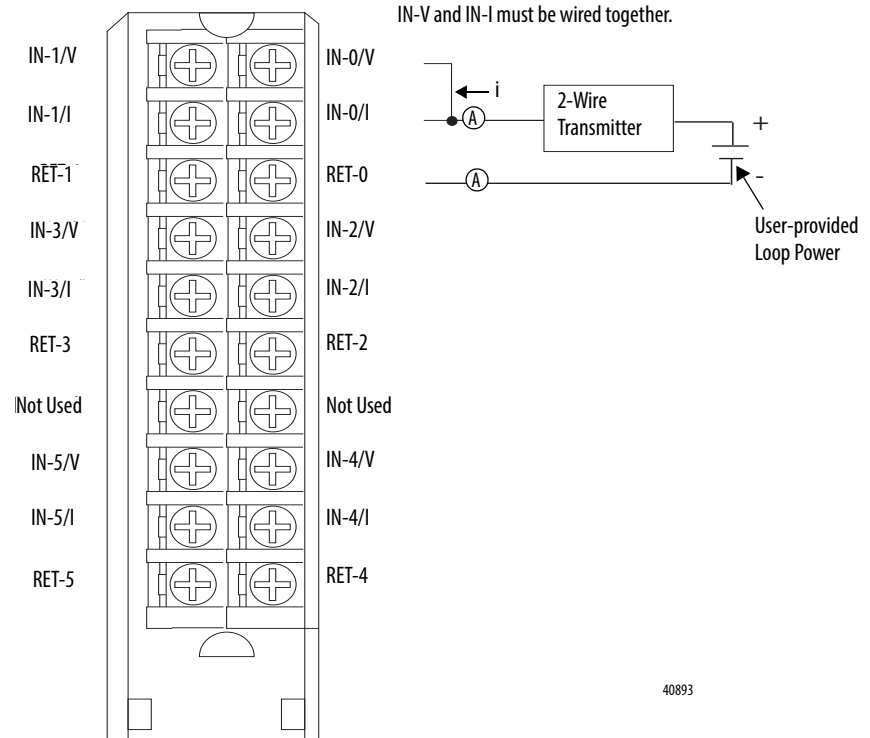 IN-V and IN-I must be wired together.
IN-1/V
IN-0/V
IN-1/I
IN-0/I
RET-1
RET-0
IN-3/V
IN-2/V
IN-3/I
IN-2/I
RET-3
RET-2
Not Used
Not Used
IN-5/V
IN-4/V
IN-5/I
IN-4/I
RET-5
RET-4
i
A
2-Wire
Transmitter
+
A
-
User-provided
Loop Power
40893